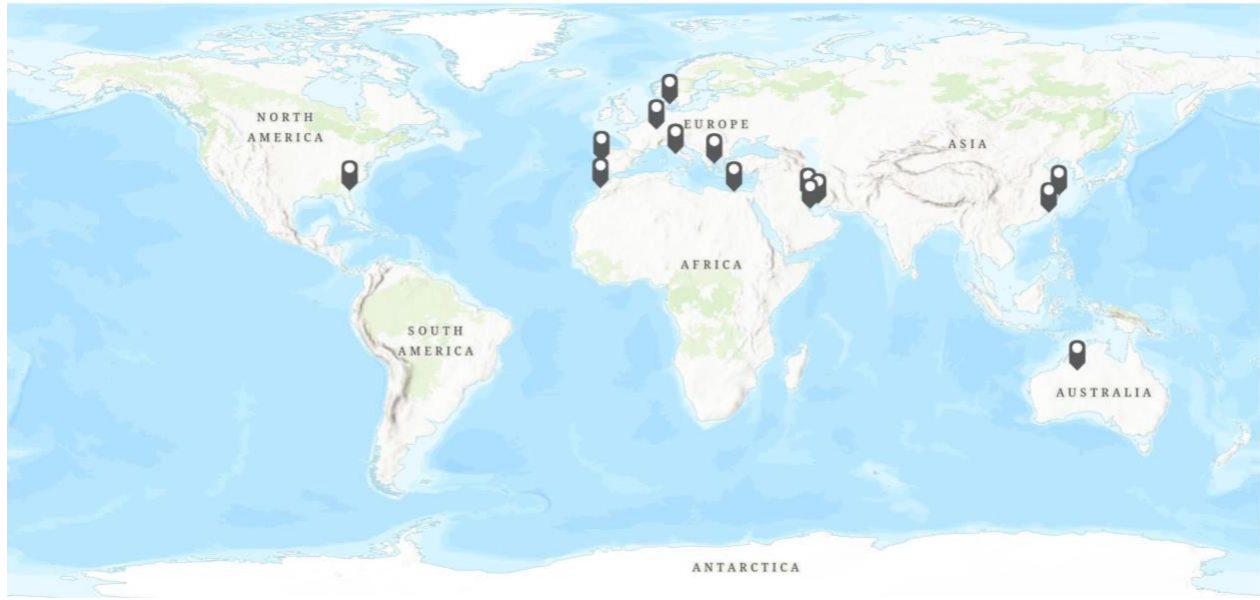 NORTH
AMERICA
EUROPE
ASIA
AFRICA
SOUTH
AMERICA
AUSTRALIA
ANTARCTICA